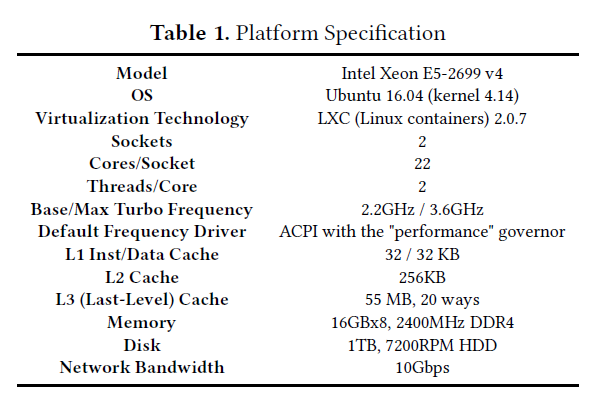 Table 1. Platform Specification
Model Intel Xeon E5-2699 v4
OS Ubuntu 16.04 (kernel 4.14)
Virtualization Technology LXC (Linux containers) 2.0.7
Sockets 2
Cores/Socket 22
Threads/Core 2
Base/Max Turbo Frequency 2.2GHz / 3.6GHz
Default Frequency Driver ACPI with the "performance" governor
L1 Inst/Data Cache 32 / 32 KB
L2 Cache 256KB
L3 (Last-Level) Cache 55 MB, 20 ways
Memory 16GBx8, 2400MHz DDR4
Disk 1TB, 7200RPM HDD
Network Bandwidth 10Gbps